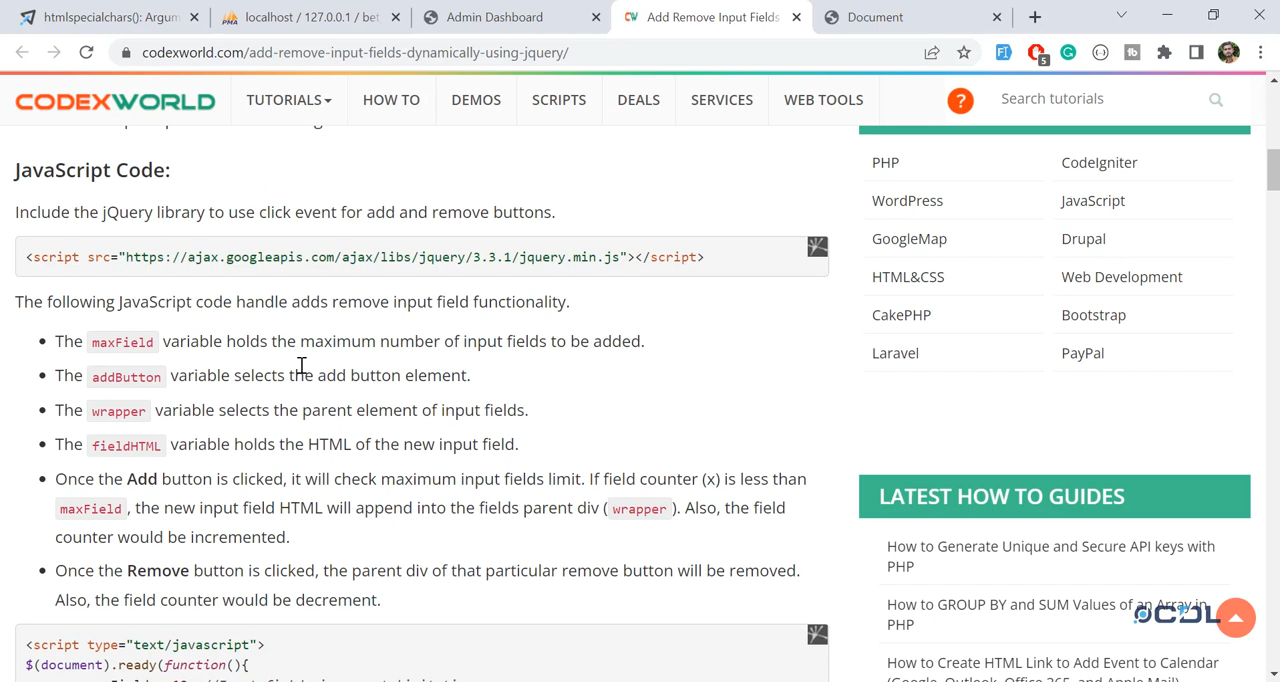 htmlspecialchars(): Argum
localhost / 127.0.0.1 / bet
Admin Dashboard
Add Remove Input Fields
Document
codexworld.com/add-remove-input-fields-dynamically-using-jquery/
5
CODEXWORLD
TUTORIALS
HOW TO
DEMOS
SCRIPTS
DEALS
SERVICES
WEB TOOLS
?
Search tutorials
JavaScript Code:
Include the jQuery library to use click event for add and remove buttons.
<script src="https://ajax.googleapis.com/ajax/libs/jquery/3.3.1/jquery.min.js"></script>
The following JavaScript code handle adds remove input field functionality.
The maxField variable holds the maximum number of input fields to be added.
The addButton variable selects the add button element.
The wrapper variable selects the parent element of input fields.
The fieldHTML variable holds the HTML of the new input field.
Once the Add button is clicked, it will check maximum input fields limit. If field counter (x) is less than
maxField , the new input field HTML will append into the fields parent div ( wrapper ). Also, the field
counter would be incremented.
Once the Remove button is clicked, the parent div of that particular remove button will be removed.
Also, the field counter would be decrement.
<script type="text/javascript">
$(document).ready(function(){
PHP
CodeIgniter
WordPress
JavaScript
GoogleMap
Drupal
HTML&CSS
Web Development
CakePHP
Bootstrap
Laravel
PayPal
LATEST HOW TO GUIDES
How to Generate Unique and Secure API keys with
PHP
How to GROUP BY and SUM Values of an Array in
PHP
How to Create HTML Link to Add Event to Calendar
(Google, Outlook, Office 365, and Apple Mail)